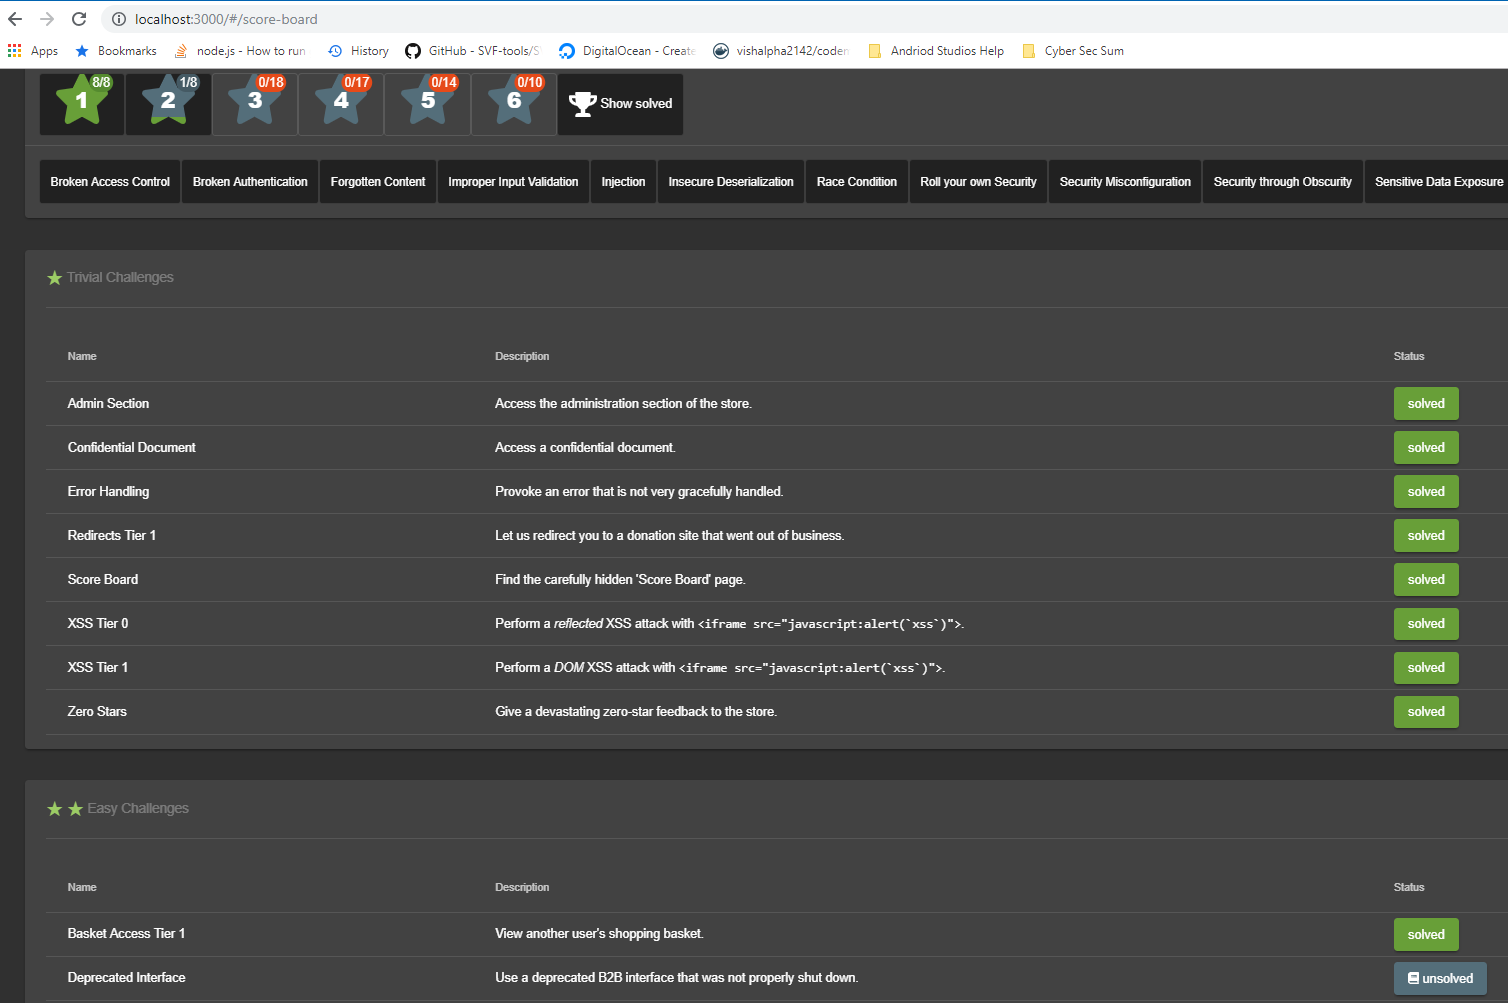 localhost:3000/#/score-board
Apps Bookmarks node.js - How to run History GitHub - SVF-tools/S DigitalOcean - Create vishalpha2142/coden Andriod Studios Help Cyber Sec Sum
8/8 1/8 0/18 0/17 0/14 0/10
1 2 3 4 5 6 Show solved
Broken Access Control Broken Authentication Forgotten Content Improper Input Validation Injection Insecure Deserialization Race Condition Roll your own Security Security Misconfiguration Security through Obscurity Sensitive Data Exposure
Trivial Challenges
Name Description Status
Admin Section Access the administration section of the store. solved
Confidential Document Access a confidential document. solved
Error Handling Provoke an error that is not very gracefully handled. solved
Redirects Tier 1 Let us redirect you to a donation site that went out of business. solved
Score Board Find the carefully hidden 'Score Board' page. solved
XSS Tier 0 Perform a reflected XSS attack with <iframe src="javascript:alert(`xss`)">. solved
XSS Tier 1 Perform a DOM XSS attack with <iframe src="javascript:alert(`xss`)">. solved
Zero Stars Give a devastating zero-star feedback to the store. solved
Easy Challenges
Name Description Status
Basket Access Tier 1 View another user's shopping basket. solved
Deprecated Interface Use a deprecated B2B interface that was not properly shut down. unsolved